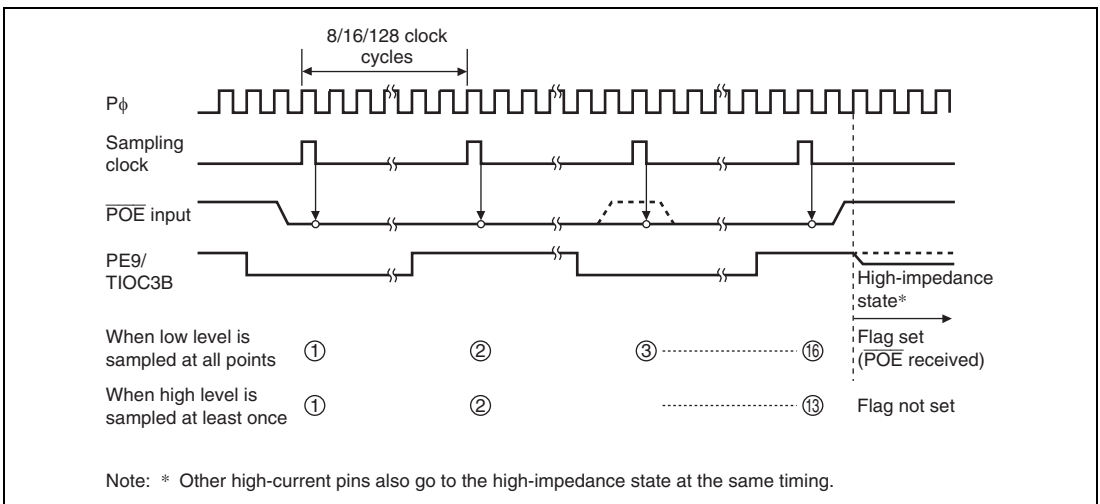 8/16/128 clock
cycles
Pϕ
Sampling
clock
P̅O̅E̅ input
PE9/
TIOC3B
High-impedance
state*
When low level is
sampled at all points
① ② ③ ⑯
Flag set
(P̅O̅E̅ received)
When high level is
sampled at least once
① ② ⑬ Flag not set
Note: * Other high-current pins also go to the high-impedance state at the same timing.